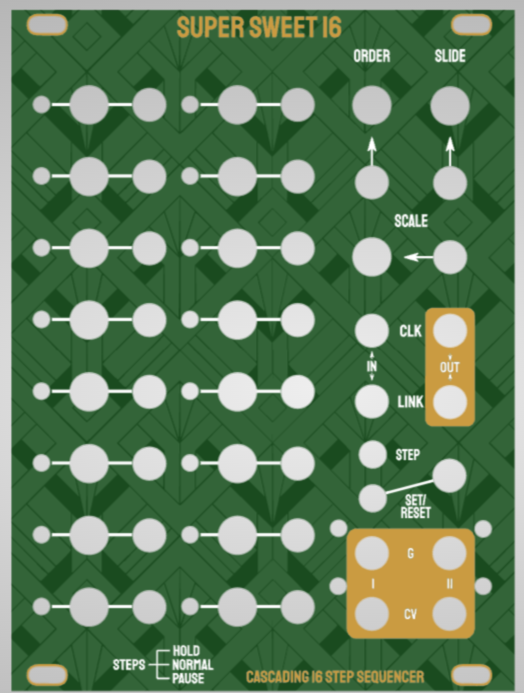 SUPER SWEET 16
ORDER SLIDE
SCALE
CLK
IN OUT
LINK
STEP
SET/
RESET
G
I II
CV
HOLD
STEPS NORMAL
PAUSE
CASCADING 16 STEP SEQUENCER